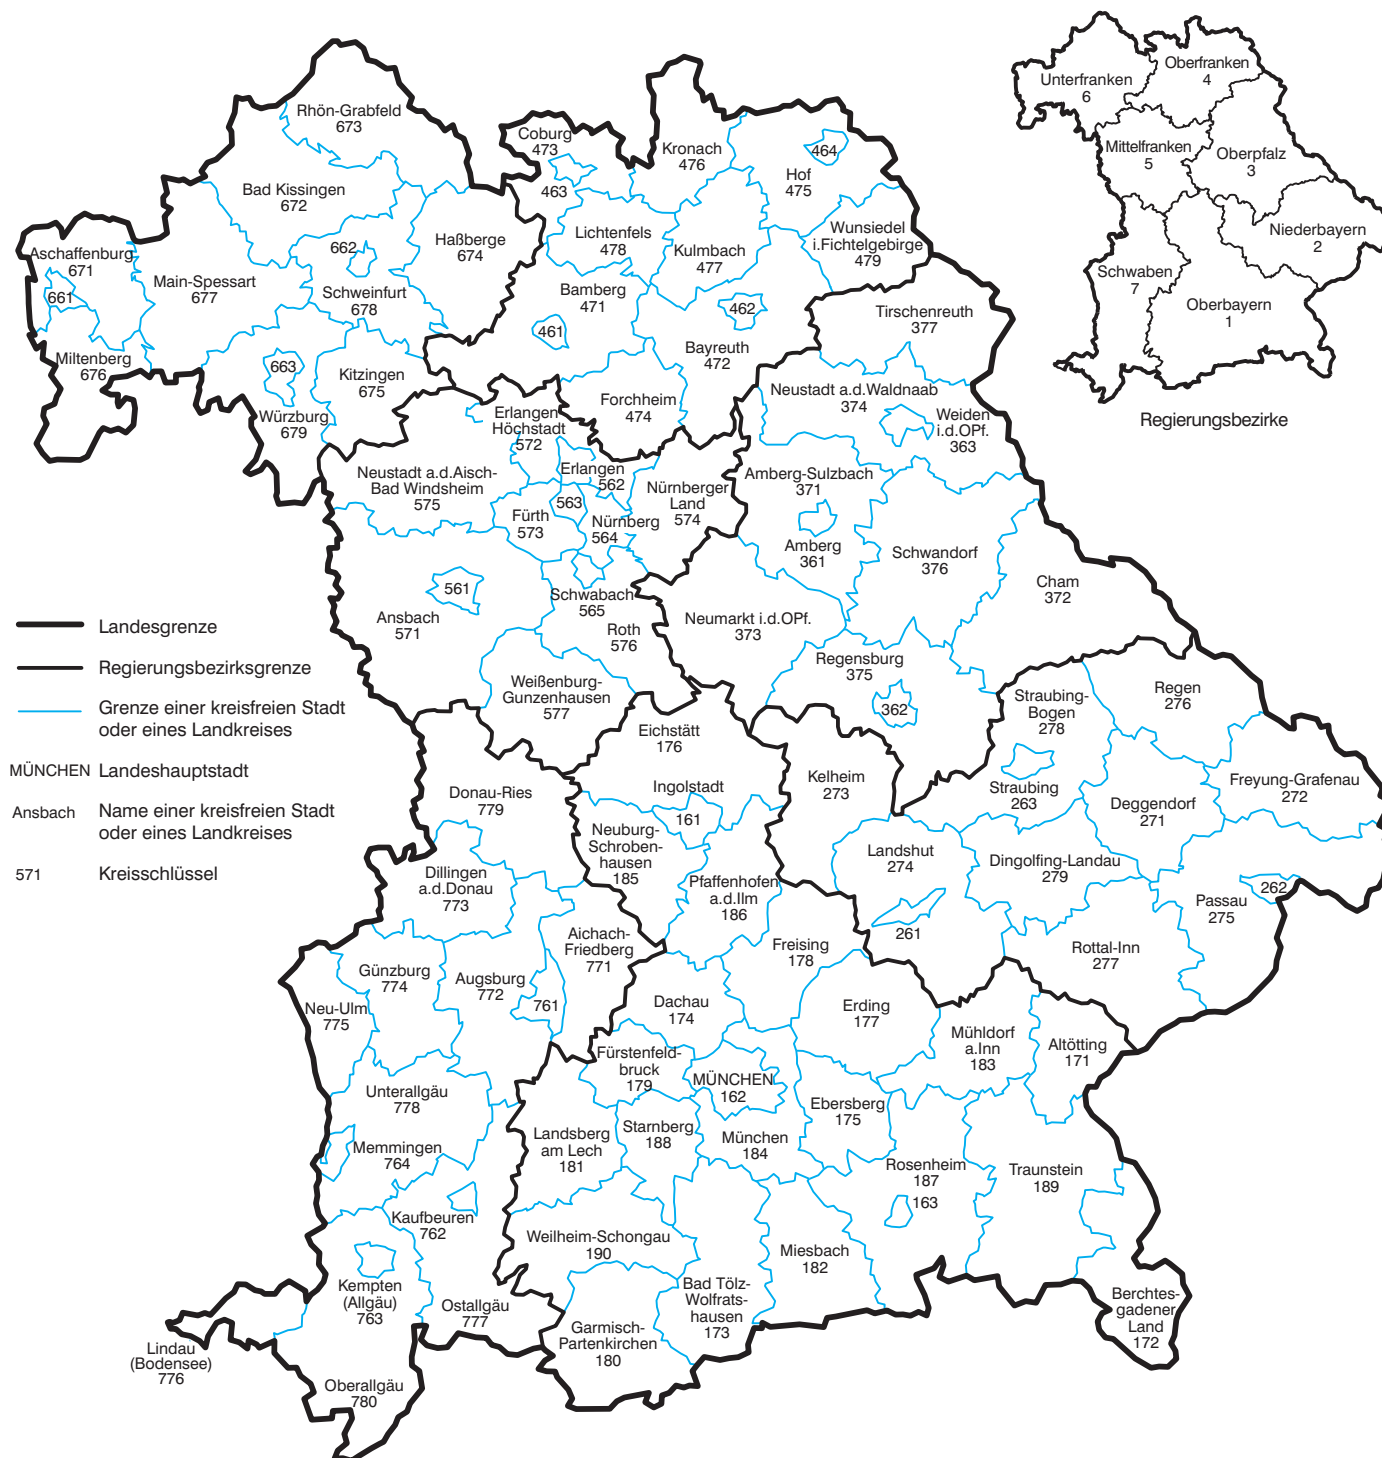 Rhön-Grabfeld
673
Bad Kissingen
672
Coburg
473
463
Kronach
476
464
Hof
475
Aschaffenburg
671
661
Main-Spessart
677
662
Schweinfurt
678
Haßberge
674
Lichtenfels
478
Kulmbach
477
Wunsiedel
i.Fichtelgebirge
479
Bamberg
471
461
462
Bayreuth
472
Miltenberg
676
663
Würzburg
679
Kitzingen
675
Forchheim
474
Tirschenreuth
377
Neustadt a.d.Waldnaab
374
Weiden
i.d.OPf.
363
Erlangen
Höchstadt
572
Erlangen
562
Neustadt a.d.Aisch-
Bad Windsheim
575
Fürth
573
563
Nürnberg
564
Nürnberger
Land
574
Amberg-Sulzbach
371
Amberg
361
Schwandorf
376
Cham
372
561
Ansbach
571
Schwabach
565
Roth
576
Neumarkt i.d.OPf.
373
Regensburg
375
362
Weißenburg-
Gunzenhausen
577
Eichstätt
176
Ingolstadt
161
Kelheim
273
Straubing-
Bogen
278
Straubing
263
Regen
276
Deggendorf
271
Freyung-Grafenau
272
Donau-Ries
779
Neuburg-
Schroben-
hausen
185
Pfaffenhofen
a.d.Ilm
186
Landshut
274
261
Dingolfing-Landau
279
Passau
275
262
Rottal-Inn
277
Dillingen
a.d.Donau
773
Aichach-
Friedberg
771
Freising
178
Günzburg
774
Augsburg
772
761
Neu-Ulm
775
Dachau
174
Erding
177
Mühldorf
a.Inn
183
Altötting
171
Fürstenfeld-
bruck
179
MÜNCHEN
162
Ebersberg
175
Unterallgäu
778
Memmingen
764
Landsberg
am Lech
181
Starnberg
188
München
184
Rosenheim
187
163
Traunstein
189
Kaufbeuren
762
Weilheim-Schongau
190
Miesbach
182
Kempten
(Allgäu)
763
Ostallgäu
777
Bad Tölz-
Wolfrats-
hausen
173
Garmisch-
Partenkirchen
180
Berchtes-
gadener
Land
172
Lindau
(Bodensee)
776
Oberallgäu
780
Landesgrenze
Regierungsbezirksgrenze
Grenze einer kreisfreien Stadt
oder eines Landkreises
MÜNCHEN Landeshauptstadt
Ansbach Name einer kreisfreien Stadt
oder eines Landkreises
571 Kreisschlüssel
Unterfranken
6
Oberfranken
4
Mittelfranken
5
Oberpfalz
3
Niederbayern
2
Schwaben
7
Oberbayern
1
Regierungsbezirke